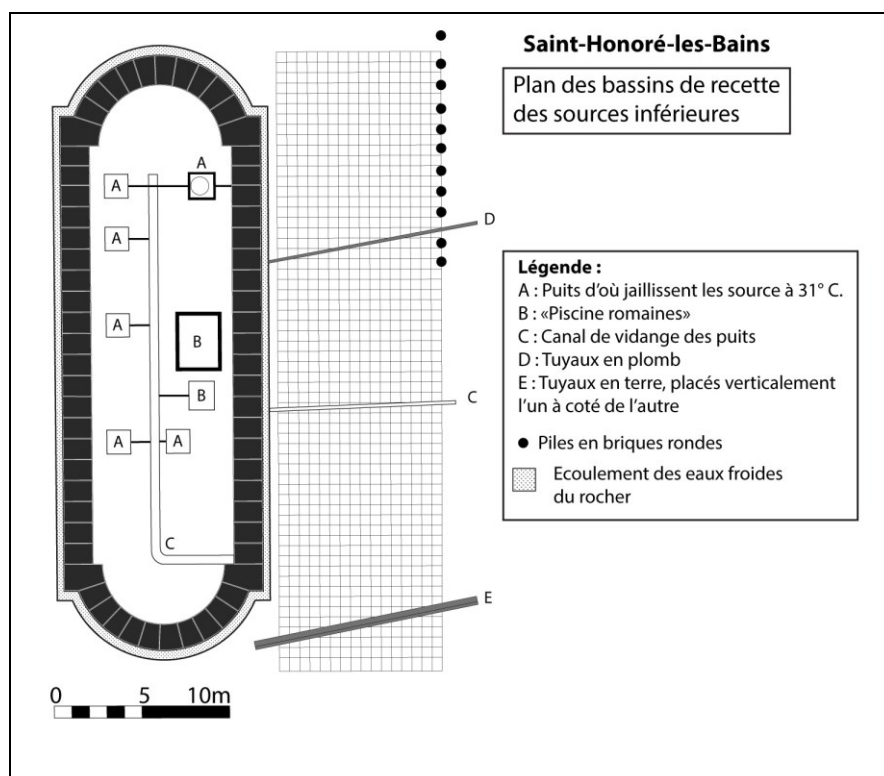 Saint-Honoré-les-Bains
Plan des bassins de recette
des sources inférieures
A
A
A
A
B
B
A
A
C
D
C
E
Légende :
A : Puits d'où jaillissent les source à 31° C.
B : «Piscine romaines»
C : Canal de vidange des puits
D : Tuyaux en plomb
E : Tuyaux en terre, placés verticalement
l'un à coté de l'autre
Piles en briques rondes
Ecoulement des eaux froides
du rocher
0 5 10m